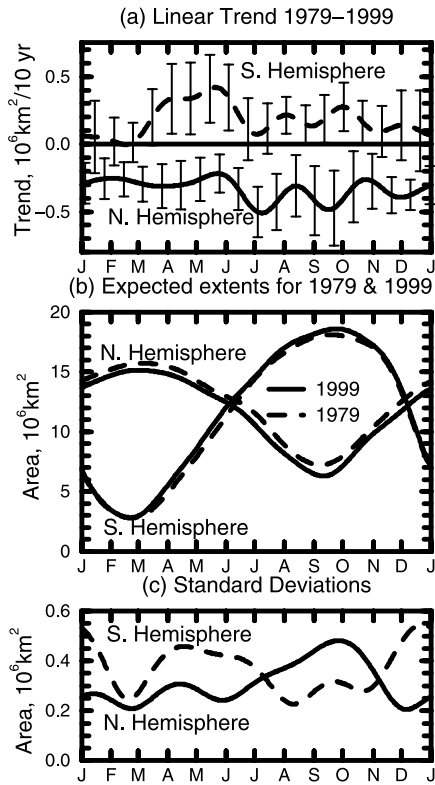 (a) Linear Trend 1979–1999
Trend, 10⁶km²/10 yr
0.5
0.0
−0.5
S. Hemisphere
N. Hemisphere
J F M A M J J A S O N D J
(b) Expected extents for 1979 & 1999
Area, 10⁶km²
20
15
10
5
0
N. Hemisphere
1999
1979
S. Hemisphere
J F M A M J J A S O N D J
(c) Standard Deviations
Area, 10⁶km²
0.6
0.4
0.2
0.0
S. Hemisphere
N. Hemisphere
J F M A M J J A S O N D J